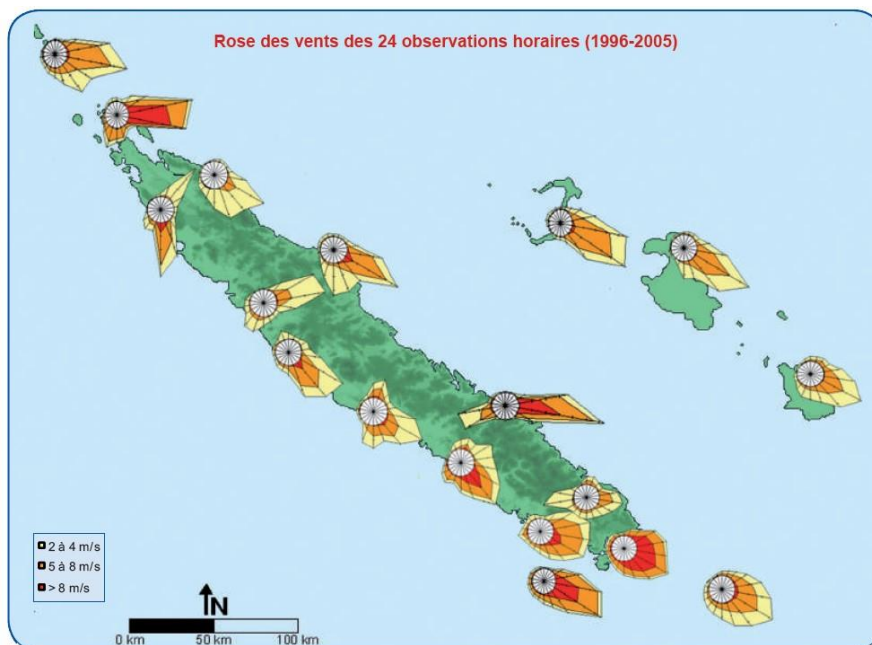 Rose des vents des 24 observations horaires (1996-2005)
2 à 4 m/s
5 à 8 m/s
> 8 m/s
N
0 km 50 km 100 km